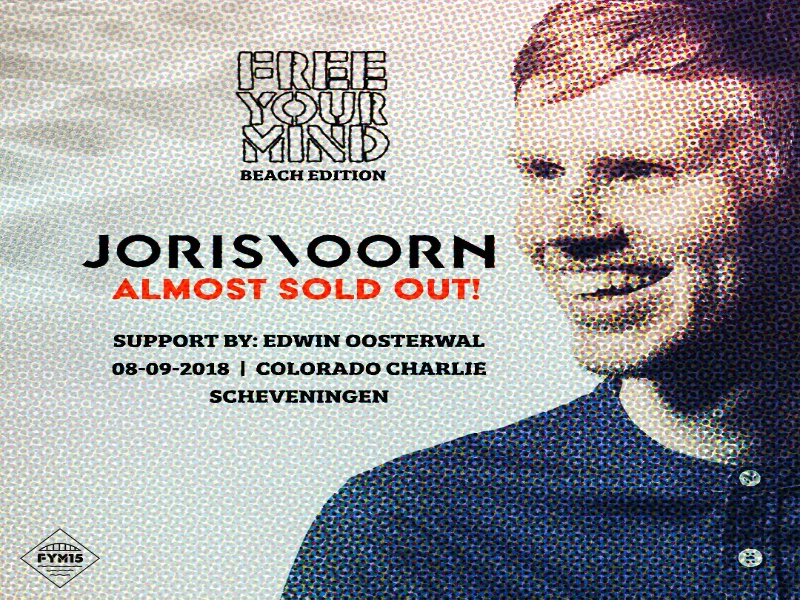 FREE
YOUR
MIND
BEACH EDITION
JORIS VOORN
ALMOST SOLD OUT!
SUPPORT BY: EDWIN OOSTERWAL
08-09-2018 | COLORADO CHARLIE
SCHEVENINGEN
FYM15